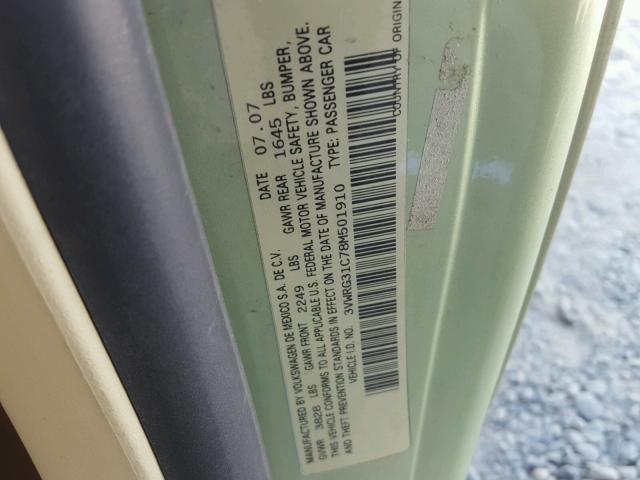 MANUFACTURED BY VOLKSWAGEN DE MEXICO S.A. DE C.V. DATE 07.07
GVWR 3828 LBS GAWR FRONT 2249 LBS GAWR REAR 1645 LBS
THIS VEHICLE CONFORMS TO ALL APPLICABLE U.S. FEDERAL MOTOR VEHICLE SAFETY, BUMPER,
AND THEFT PREVENTION STANDARDS IN EFFECT ON THE DATE OF MANUFACTURE SHOWN ABOVE.
VEHICLE I.D. NO. 3VWRG31C78M501910 TYPE: PASSENGER CAR
COUNTRY OF ORIGIN